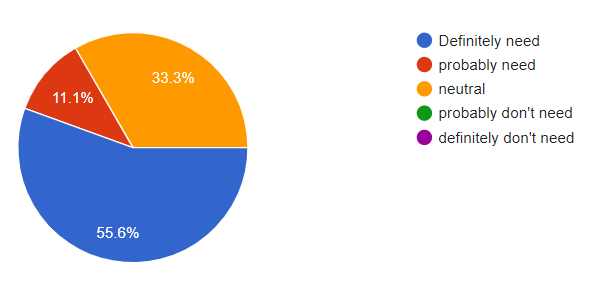 33.3%
11.1%
55.6%
Definitely need
probably need
neutral
probably don't need
definitely don't need